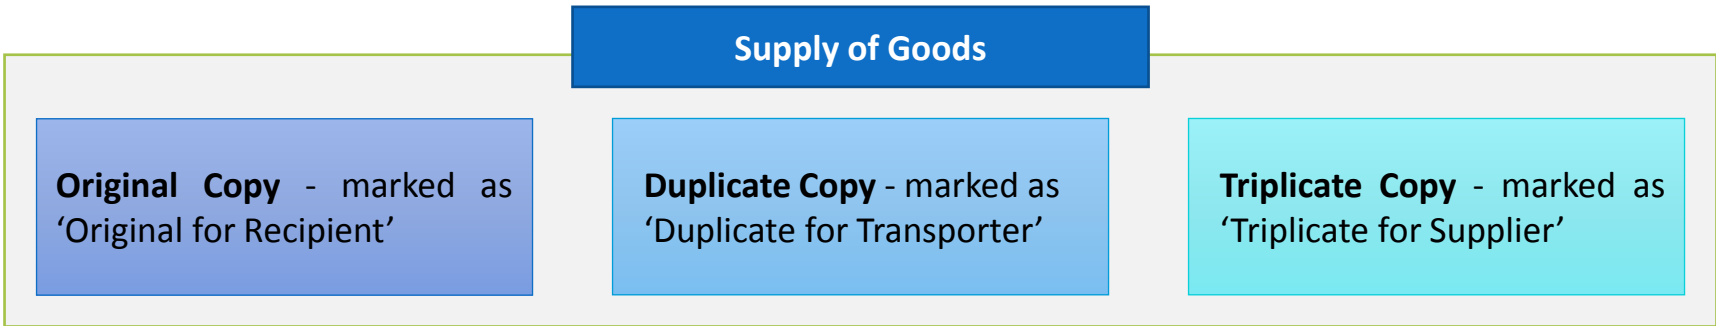 Supply of Goods
Original Copy - marked as
‘Original for Recipient’
Duplicate Copy - marked as
‘Duplicate for Transporter’
Triplicate Copy - marked as
‘Triplicate for Supplier’